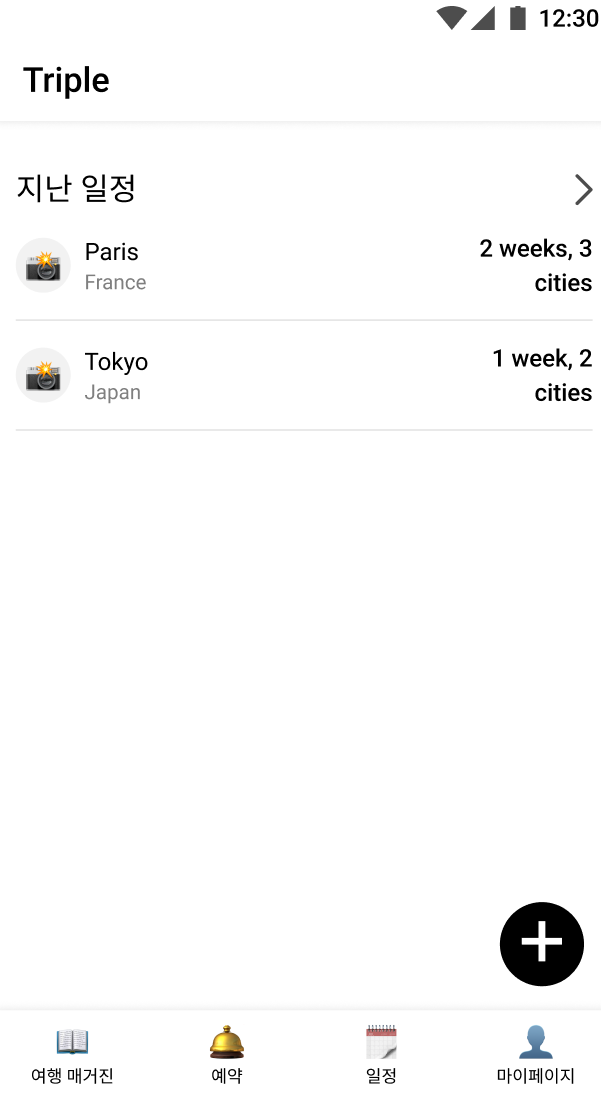 12:30
Triple
지난 일정
Paris
France
2 weeks, 3
cities
Tokyo
Japan
1 week, 2
cities
여행 매거진
예약
일정
마이페이지